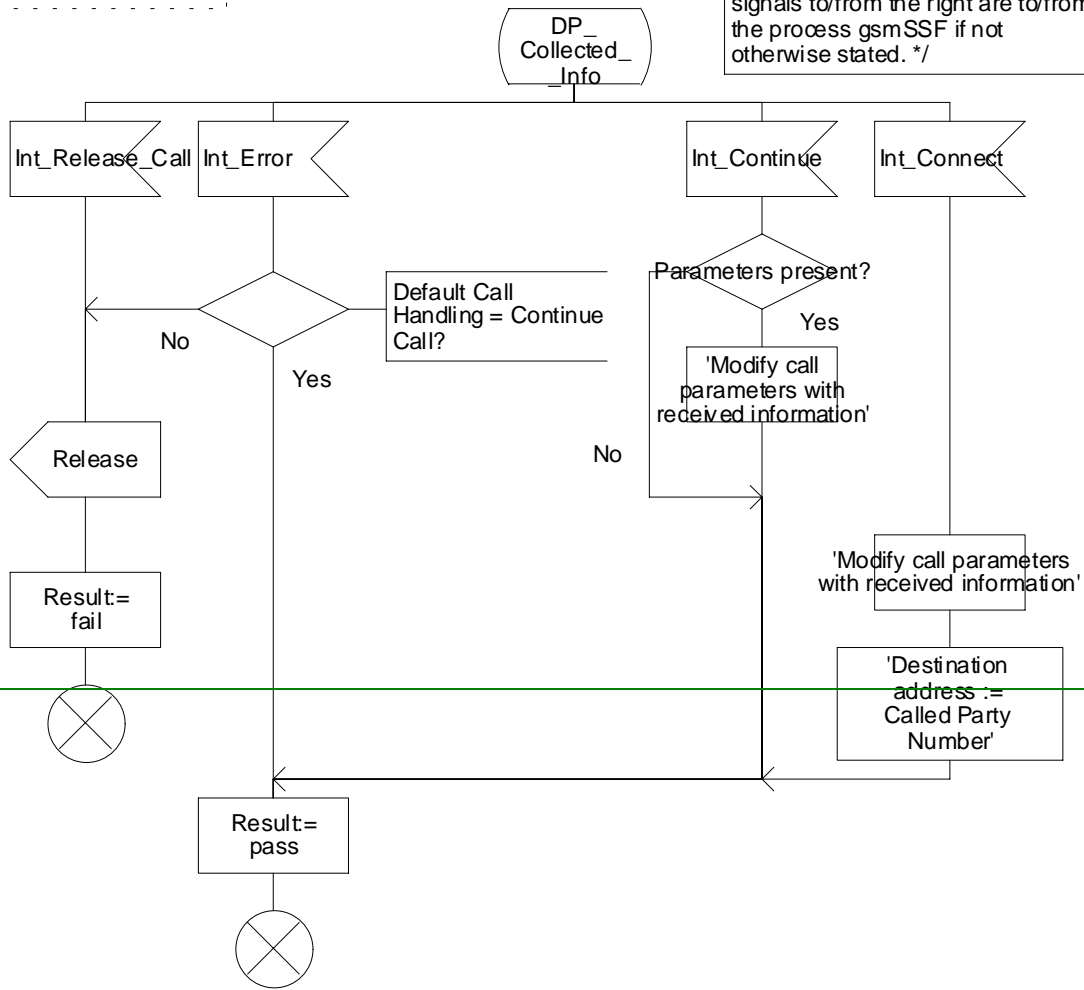 signals to/from the right are to/from
the process gsmSSF if not
otherwise stated. */
DP_
Collected_
_Info
Int_Release_Call
Int_Error
Int_Continue
Int_Connect
Parameters present?
Default Call
Handling = Continue
Call?
No
Yes
Yes
'Modify call
parameters with
received information'
No
Release
'Modify call parameters
with received information'
Result:=
fail
'Destination
address :=
Called Party
Number'
Result:=
pass